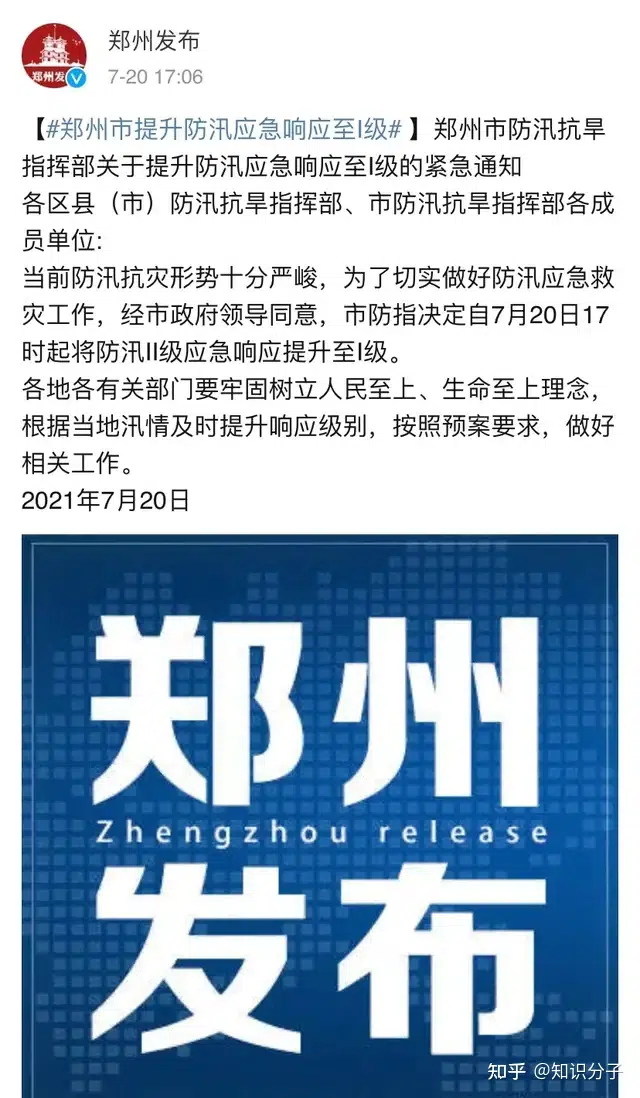 郑州发布
郑州发
7-20 17:06
【#郑州市提升防汛应急响应至I级# 】郑州市防汛抗旱
指挥部关于提升防汛应急响应至I级的紧急通知
各区县（市）防汛抗旱指挥部、市防汛抗旱指挥部各成
员单位:
当前防汛抗灾形势十分严峻，为了切实做好防汛应急救
灾工作，经市政府领导同意，市防指决定自7月20日17
时起将防汛II级应急响应提升至I级。
各地各有关部门要牢固树立人民至上、生命至上理念，
根据当地汛情及时提升响应级别，按照预案要求，做好
相关工作。
2021年7月20日
郑州
Zhengzhou release
发布
知乎 @知识分子